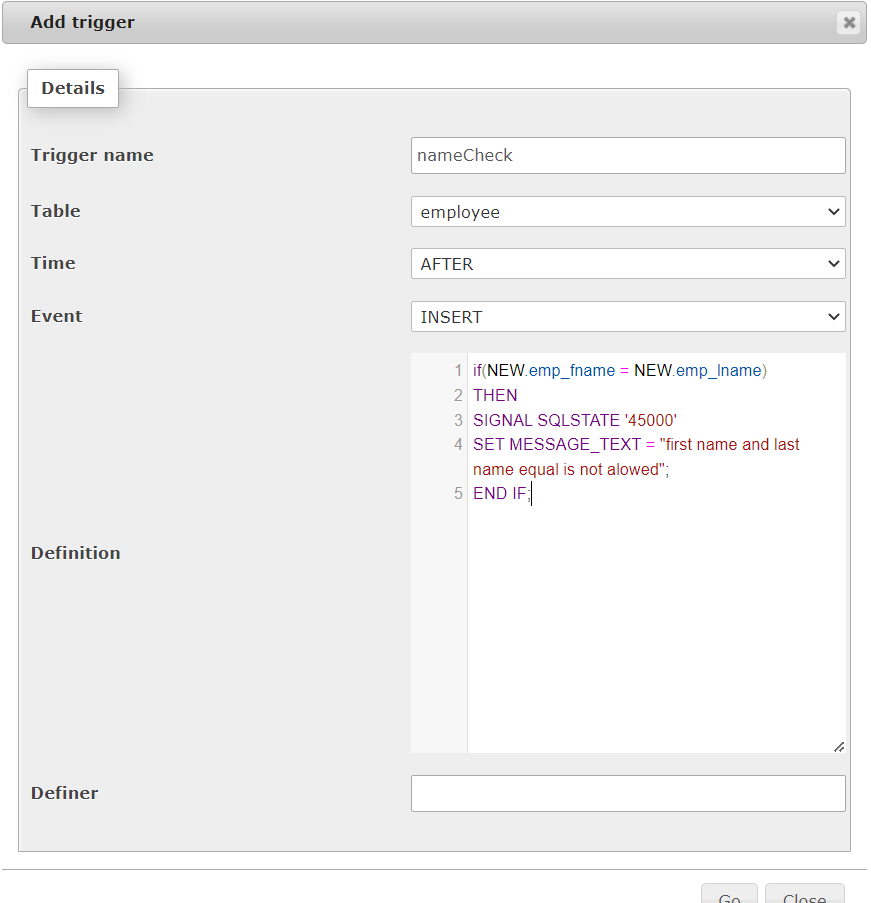 Add trigger
Details
Trigger name
nameCheck
Table
employee
Time
AFTER
Event
INSERT
Definition
1 if(NEW.emp_fname = NEW.emp_lname)
2 THEN
3 SIGNAL SQLSTATE '45000'
4 SET MESSAGE_TEXT = "first name and last
name equal is not alowed";
5 END IF;
Definer
Go
Close